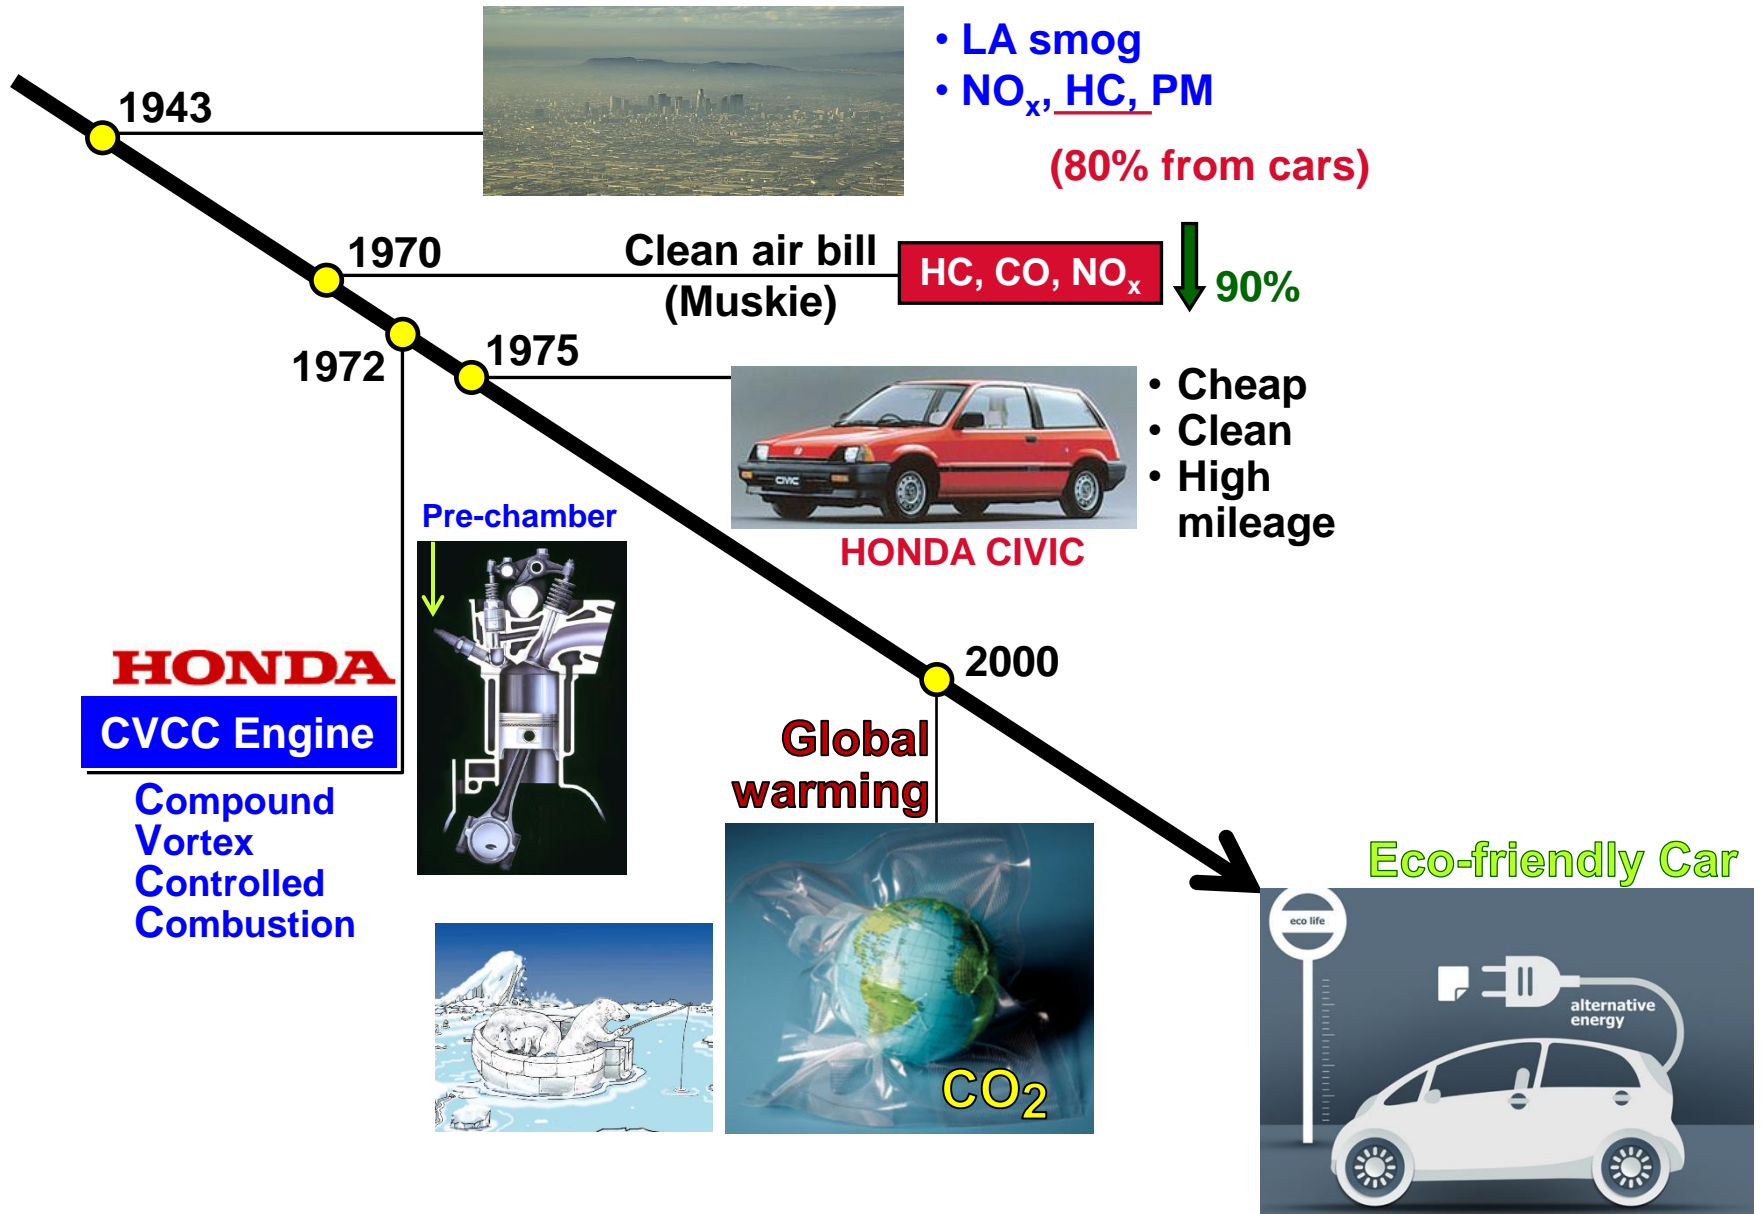 • LA smog
• NOx, HC, PM
(80% from cars)
1943
1970
Clean air bill
(Muskie)
HC, CO, NOx
90%
1972
1975
CIVIC
• Cheap
• Clean
• High
mileage
HONDA CIVIC
Pre-chamber
HONDA
CVCC Engine
Compound
Vortex
Controlled
Combustion
2000
Global
warming
CO2
Eco-friendly Car
eco life
alternative
energy